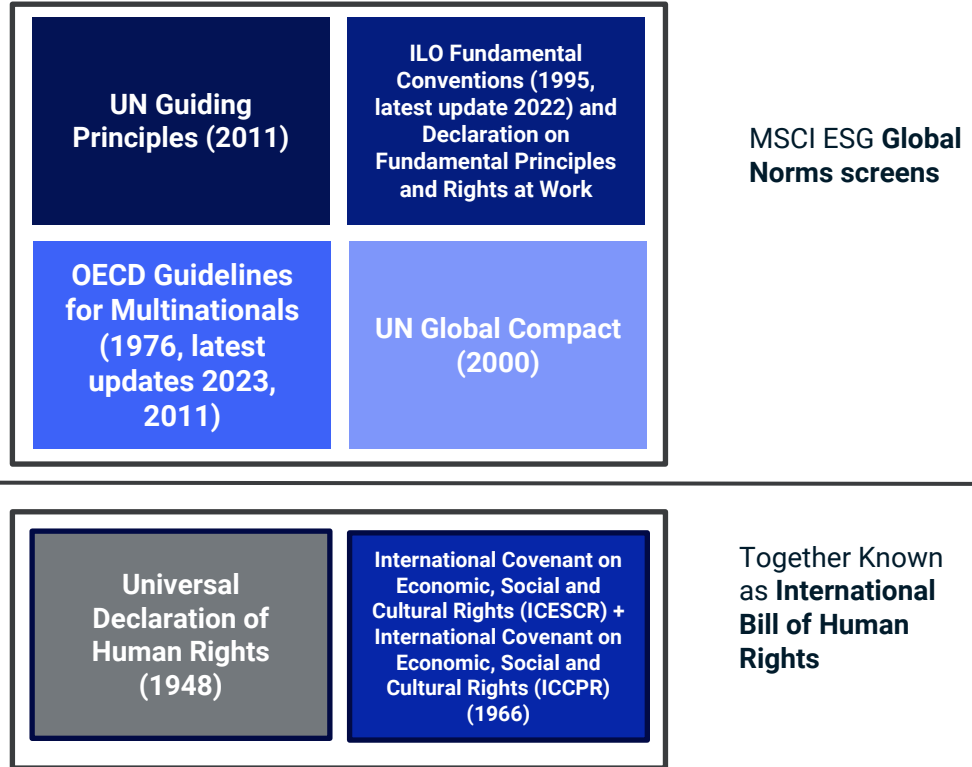 UN Guiding
Principles (2011)
ILO Fundamental
Conventions (1995,
latest update 2022) and
Declaration on
Fundamental Principles
and Rights at Work
MSCI ESG Global
Norms screens
OECD Guidelines
for Multinationals
(1976, latest
updates 2023,
2011)
UN Global Compact
(2000)
Universal
Declaration of
Human Rights
(1948)
International Covenant on
Economic, Social and
Cultural Rights (ICESCR) +
International Covenant on
Economic, Social and
Cultural Rights (ICCPR)
(1966)
Together Known
as International
Bill of Human
Rights